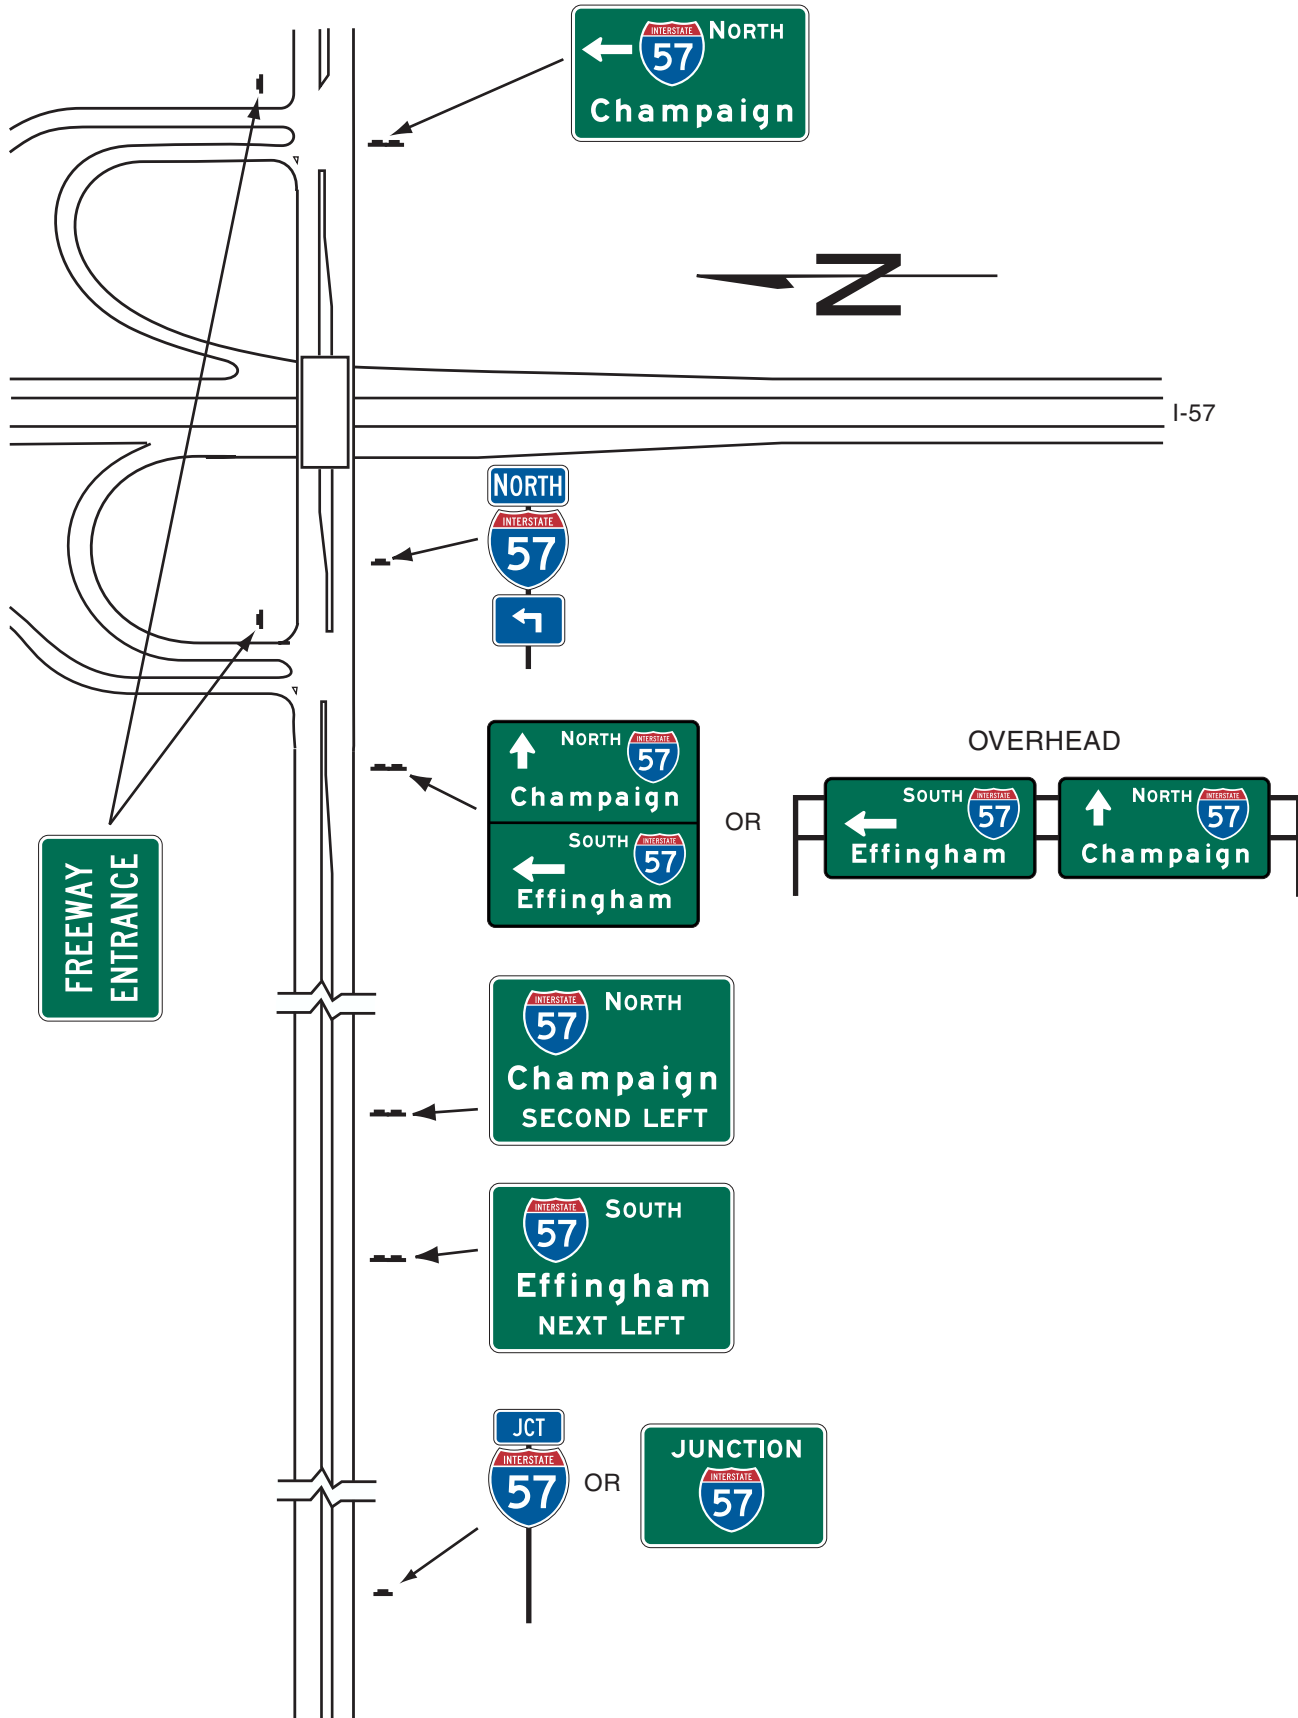 INTERSTATE
57 NORTH
Champaign
N
I-57
NORTH
INTERSTATE
57
NORTH INTERSTATE 57
Champaign
SOUTH INTERSTATE 57
Effingham
OR
OVERHEAD
SOUTH INTERSTATE 57
Effingham
NORTH INTERSTATE 57
Champaign
FREEWAY
ENTRANCE
INTERSTATE
57 NORTH
Champaign
SECOND LEFT
INTERSTATE
57 SOUTH
Effingham
NEXT LEFT
JCT
INTERSTATE
57
OR
JUNCTION
INTERSTATE
57